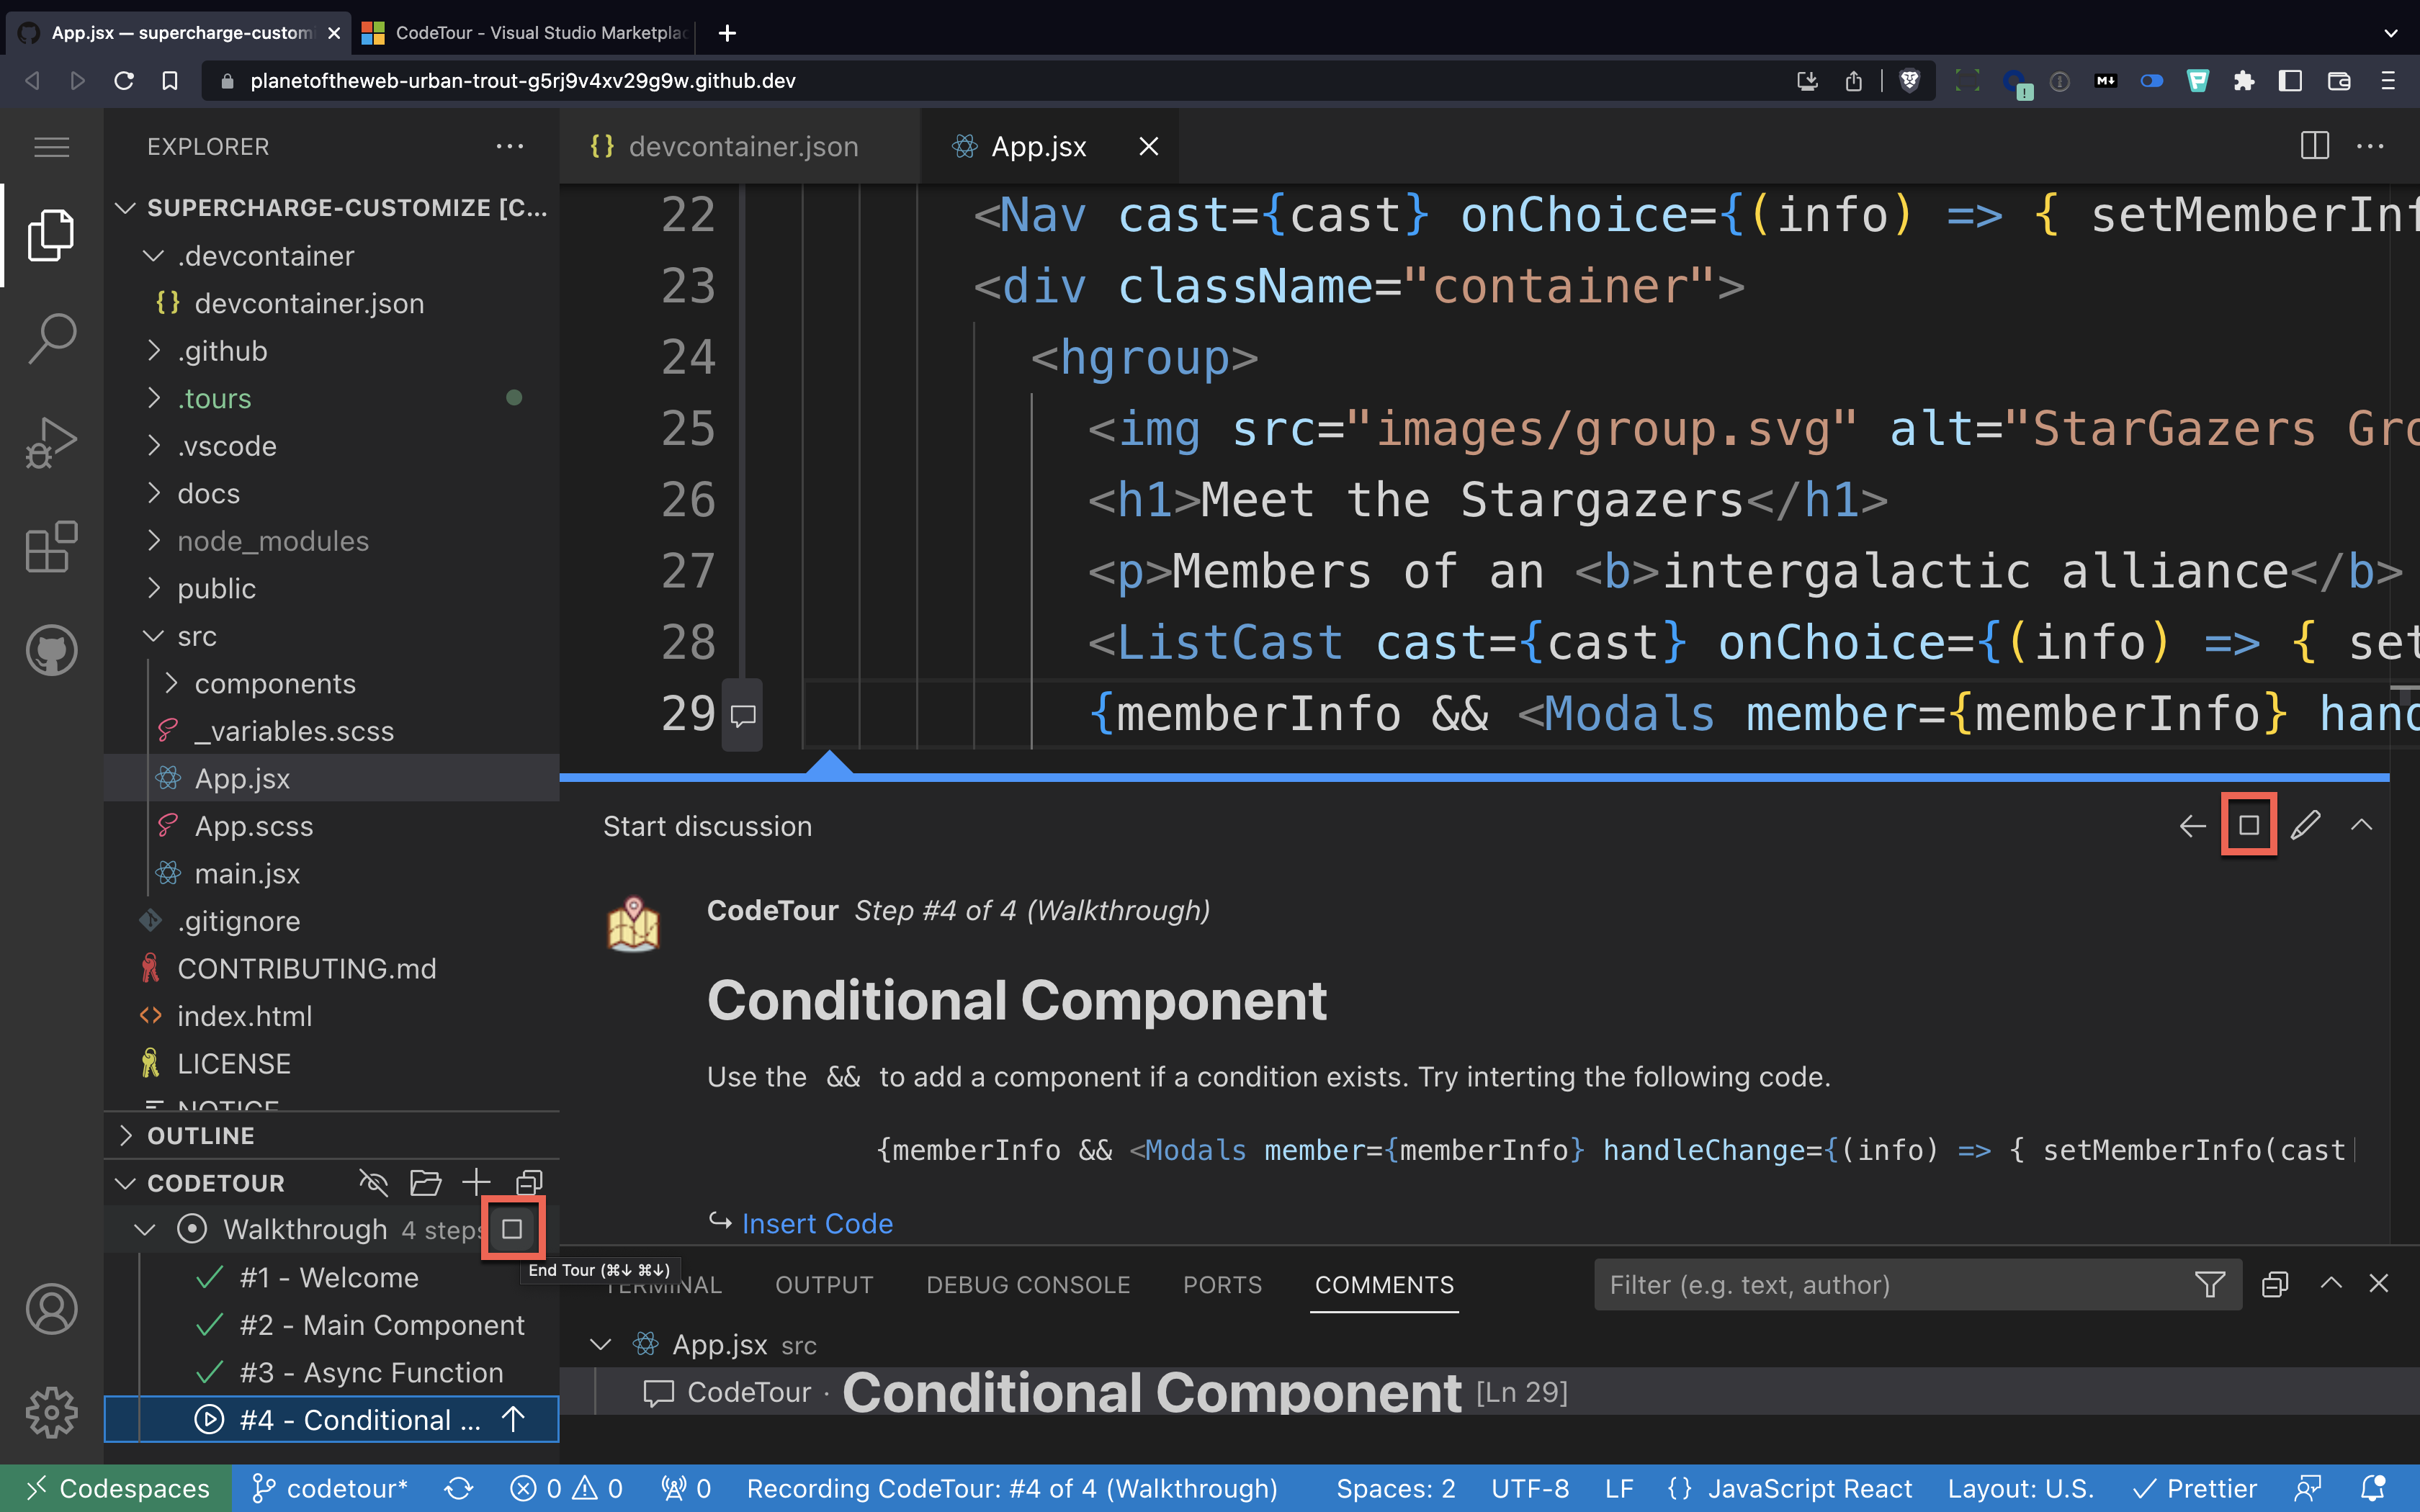 App.jsx — supercharge-custom
CodeTour - Visual Studio Marketplac
planetoftheweb-urban-trout-g5rj9v4xv29g9w.github.dev
EXPLORER
SUPERCHARGE-CUSTOMIZE [C...
.devcontainer
{} devcontainer.json
.github
.tours
.vscode
docs
node_modules
public
src
components
_variables.scss
App.jsx
App.scss
main.jsx
.gitignore
CONTRIBUTING.md
index.html
LICENSE
NOTICE
OUTLINE
CODETOUR
Walkthrough 4 steps
End Tour (⌘↓ ⌘↓)
#1 - Welcome
#2 - Main Component
#3 - Async Function
#4 - Conditional ...
{} devcontainer.json
App.jsx
22 <Nav cast={cast} onChoice={(info) => { setMemberInf
23 <div className="container">
24 <hgroup>
25 <img src="images/group.svg" alt="StarGazers Gro
26 <h1>Meet the Stargazers</h1>
27 <p>Members of an <b>intergalactic alliance</b>
28 <ListCast cast={cast} onChoice={(info) => { set
29 {memberInfo && <Modals member={memberInfo} hand
Start discussion
CodeTour Step #4 of 4 (Walkthrough)
Conditional Component
Use the && to add a component if a condition exists. Try interting the following code.
{memberInfo && <Modals member={memberInfo} handleChange={(info) => { setMemberInfo(cast
Insert Code
TERMINAL OUTPUT DEBUG CONSOLE PORTS COMMENTS
Filter (e.g. text, author)
App.jsx src
CodeTour · Conditional Component [Ln 29]
Codespaces codetour* 0 0 0 Recording CodeTour: #4 of 4 (Walkthrough) Spaces: 2 UTF-8 LF {} JavaScript React Layout: U.S. Prettier